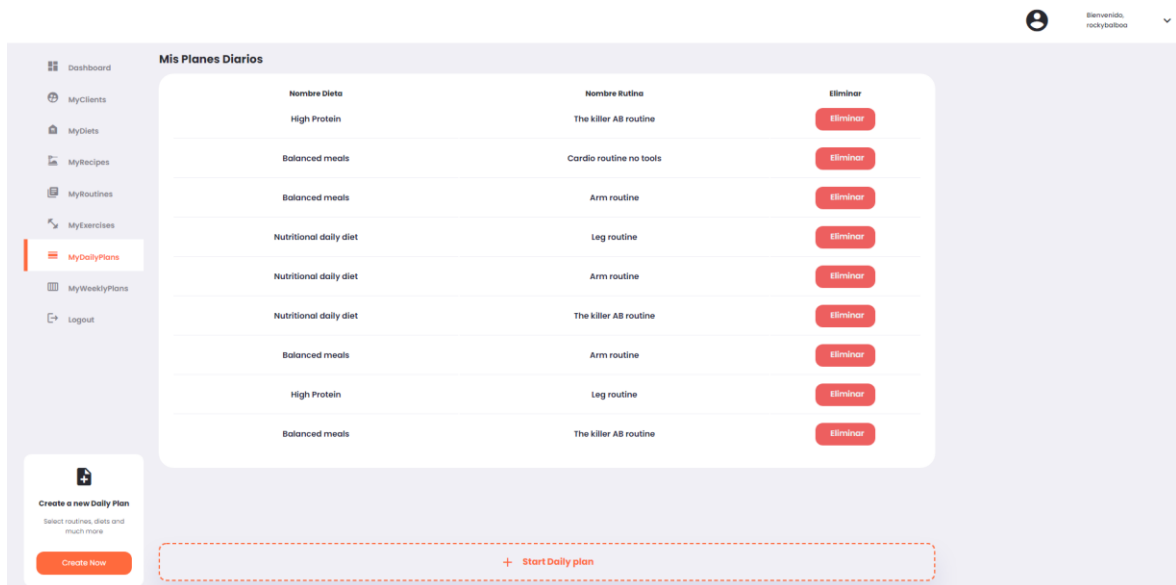 Bienvenido,
rockybalboa
Dashboard
MyClients
MyDiets
MyRecipes
MyRoutines
MyExercises
MyDailyPlans
MyWeeklyPlans
Logout
Create a new Daily Plan
Select routines, diets and
much more
Create Now
Mis Planes Diarios
Nombre Dieta Nombre Rutina Eliminar
High Protein The killer AB routine Eliminar
Balanced meals Cardio routine no tools Eliminar
Balanced meals Arm routine Eliminar
Nutritional daily diet Leg routine Eliminar
Nutritional daily diet Arm routine Eliminar
Nutritional daily diet The killer AB routine Eliminar
Balanced meals Arm routine Eliminar
High Protein Leg routine Eliminar
Balanced meals The killer AB routine Eliminar
+ Start Daily plan